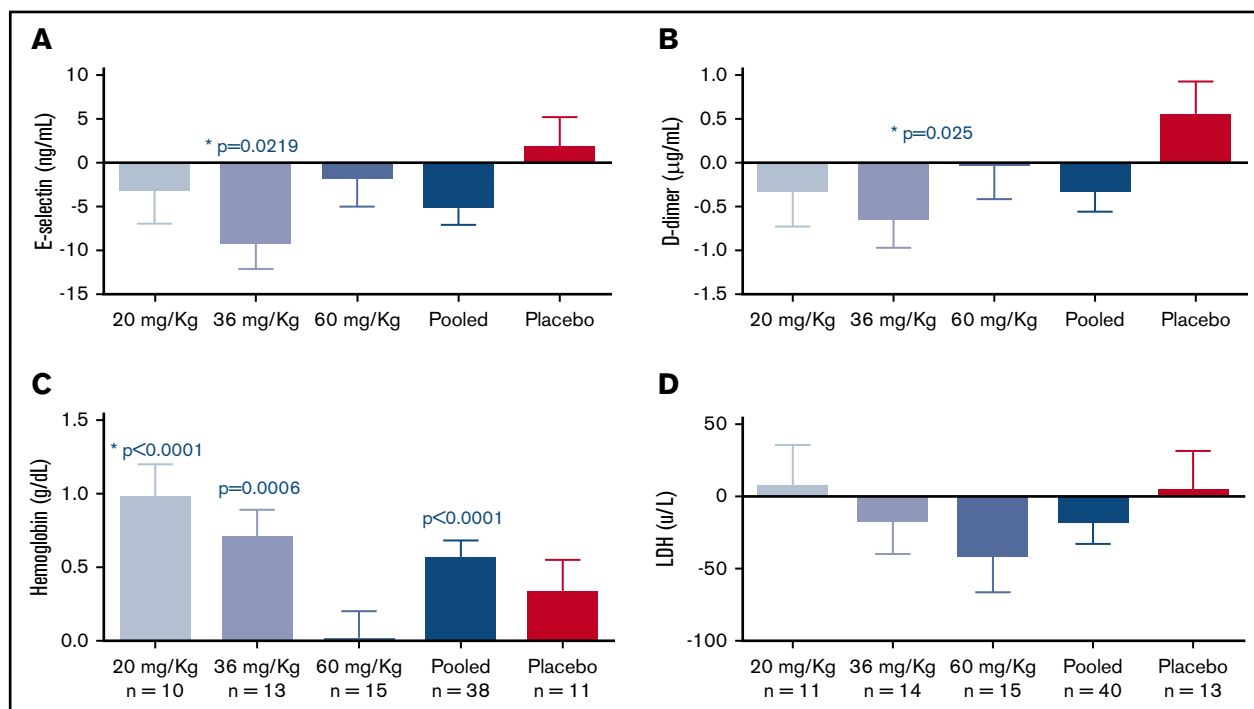 A
E-selectin (ng/mL)
10
5
0
-5
-10
-15
* p=0.0219
20 mg/Kg 36 mg/Kg 60 mg/Kg Pooled Placebo
B
D-dimer (µg/mL)
1.0
0.5
0.0
-0.5
-1.0
-1.5
* p=0.025
20 mg/Kg 36 mg/Kg 60 mg/Kg Pooled Placebo
C
Hemoglobin (g/dL)
1.5
1.0
0.5
0.0
* p<0.0001
p=0.0006
p<0.0001
20 mg/Kg 36 mg/Kg 60 mg/Kg Pooled Placebo
n = 10 n = 13 n = 15 n = 38 n = 11
D
LDH (u/L)
50
0
-50
-100
20 mg/Kg 36 mg/Kg 60 mg/Kg Pooled Placebo
n = 11 n = 14 n = 15 n = 40 n = 13